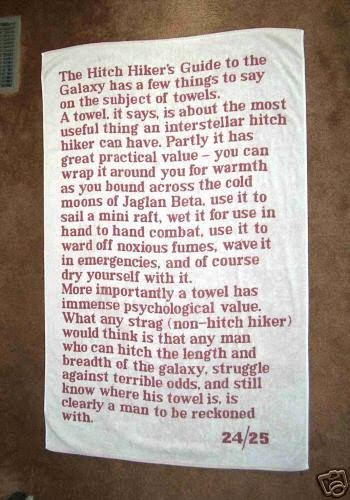 The Hitch Hiker's Guide to the
Galaxy has a few things to say
on the subject of towels.
A towel, it says, is about the most
useful thing an interstellar hitch
hiker can have. Partly it has
great practical value – you can
wrap it around you for warmth
as you bound across the cold
moons of Jaglan Beta, use it to
sail a mini raft, wet it for use in
hand to hand combat, use it to
ward off noxious fumes, wave it
in emergencies, and of course
dry yourself with it.
More importantly a towel has
immense psychological value.
What any strag (non-hitch hiker)
would think is that any man
who can hitch the length and
breadth of the galaxy, struggle
against terrible odds, and still
know where his towel is, is
clearly a man to be reckoned
with.
24/25